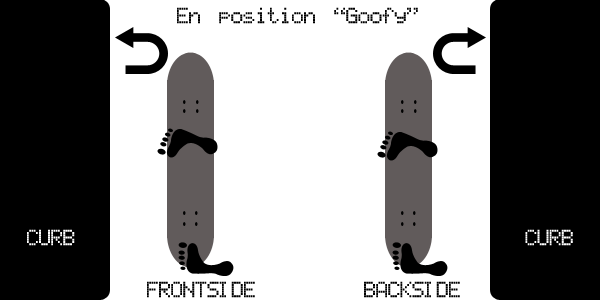 En position “Goofy”
CURB
CURB
FRONTSIDE
BACKSIDE